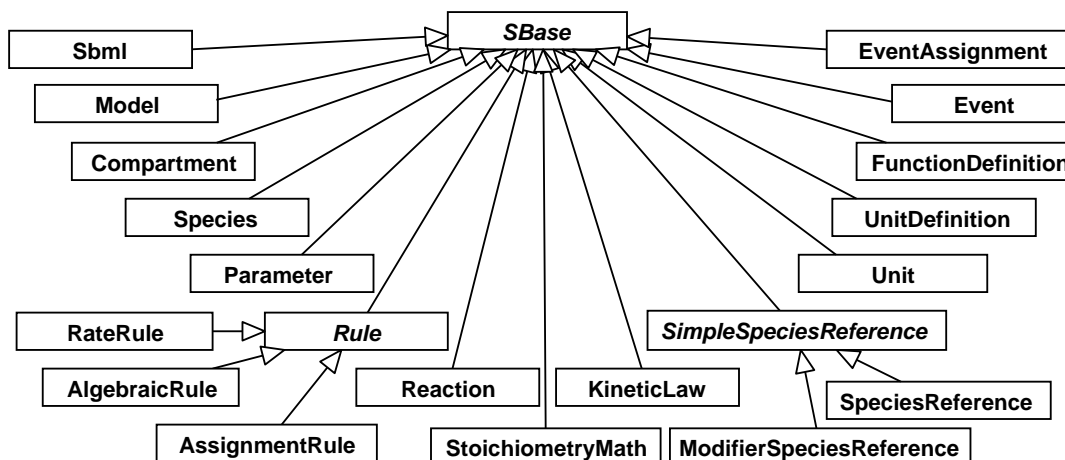 SBase
Sbml
EventAssignment
Model
Event
Compartment
FunctionDefinition
Species
UnitDefinition
Parameter
Unit
RateRule
Rule
SimpleSpeciesReference
AlgebraicRule
Reaction
KineticLaw
SpeciesReference
AssignmentRule
StoichiometryMath
ModifierSpeciesReference